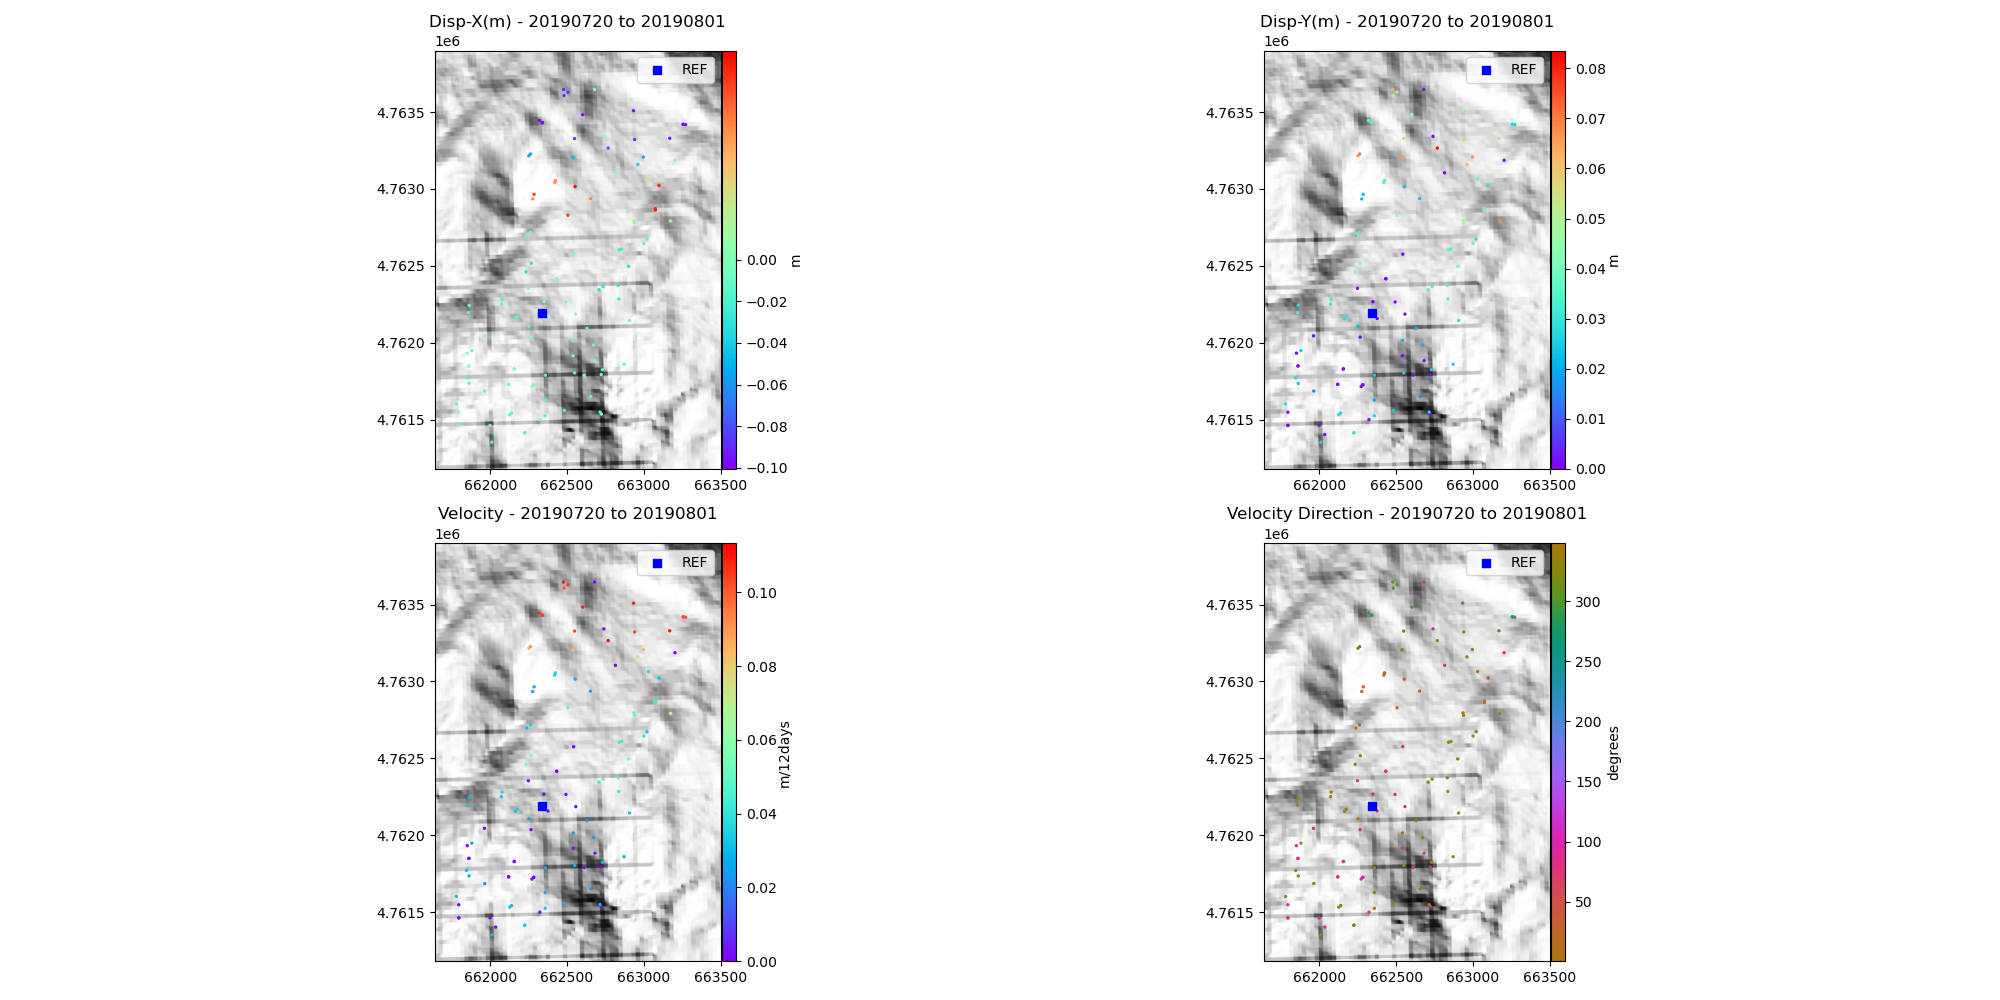 Disp-X(m) - 20190720 to 20190801
1e6
REF
4.7635
4.7630
4.7625
4.7620
4.7615
662000 662500 663000 663500
0.00
−0.02
−0.04
−0.06
−0.08
−0.10
m
Disp-Y(m) - 20190720 to 20190801
1e6
REF
4.7635
4.7630
4.7625
4.7620
4.7615
662000 662500 663000 663500
0.08
0.07
0.06
0.05
0.04
0.03
0.02
0.01
0.00
m
Velocity - 20190720 to 20190801
1e6
REF
4.7635
4.7630
4.7625
4.7620
4.7615
662000 662500 663000 663500
0.10
0.08
0.06
0.04
0.02
0.00
m/12days
Velocity Direction - 20190720 to 20190801
1e6
REF
4.7635
4.7630
4.7625
4.7620
4.7615
662000 662500 663000 663500
300
250
200
150
100
50
degrees